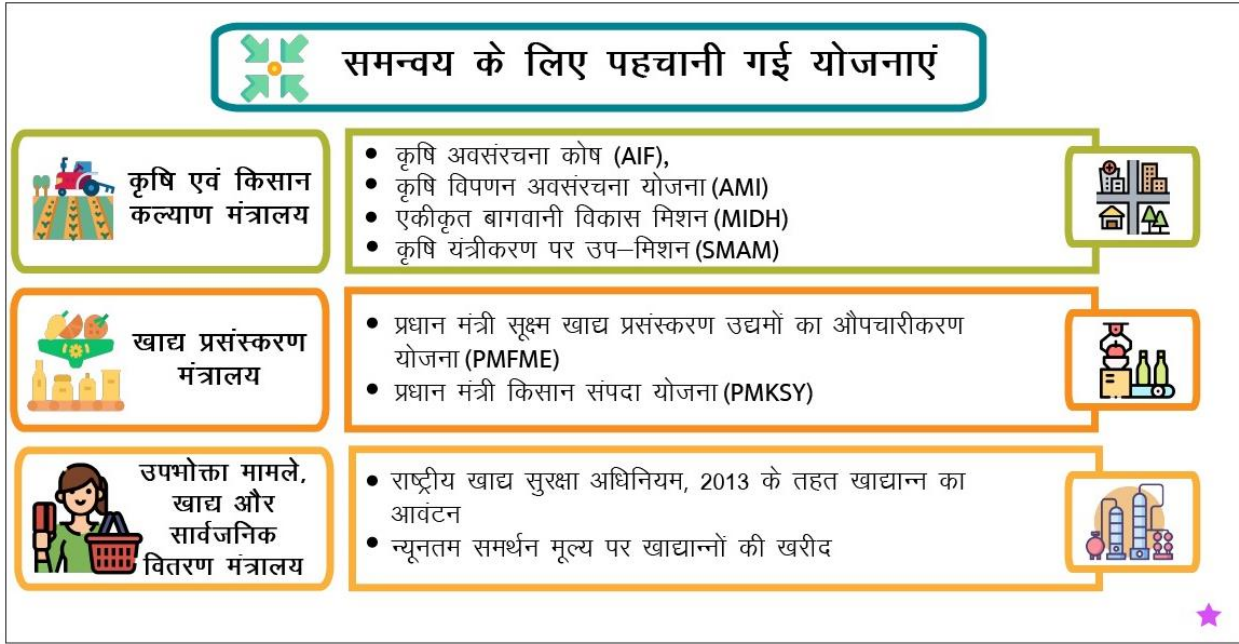 समन्वय के लिए पहचानी गई योजनाएं
कृषि एवं किसान
कल्याण मंत्रालय
• कृषि अवसंरचना कोष (AIF),
• कृषि विपणन अवसंरचना योजना (AMI)
• एकीकृत बागवानी विकास मिशन (MIDH)
• कृषि यंत्रीकरण पर उप–मिशन (SMAM)
खाद्य प्रसंस्करण
मंत्रालय
• प्रधान मंत्री सूक्ष्म खाद्य प्रसंस्करण उद्यमों का औपचारीकरण
योजना (PMFME)
• प्रधान मंत्री किसान संपदा योजना (PMKSY)
उपभोक्ता मामले,
खाद्य और
सार्वजनिक
वितरण मंत्रालय
• राष्ट्रीय खाद्य सुरक्षा अधिनियम, 2013 के तहत खाद्यान्न का
आवंटन
• न्यूनतम समर्थन मूल्य पर खाद्यान्नों की खरीद